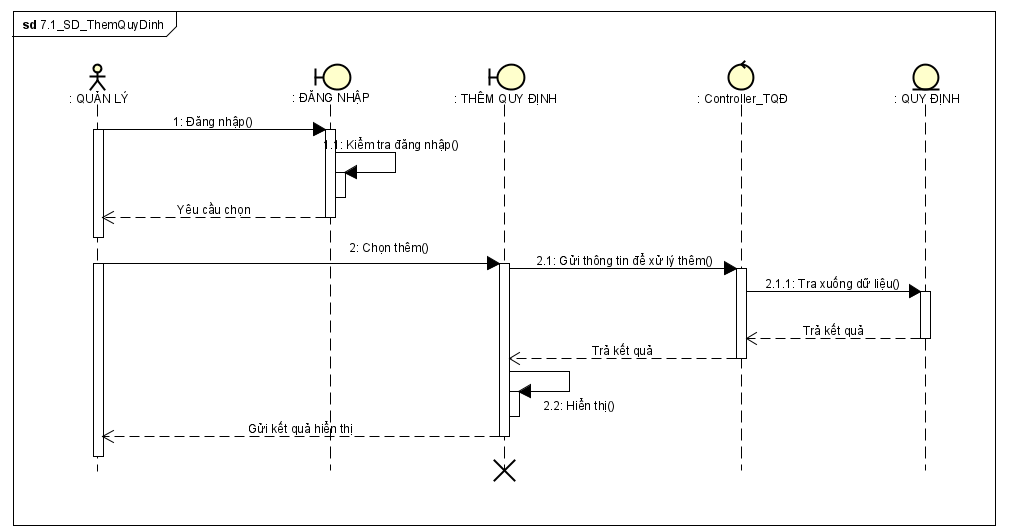 sd 7.1_SD_ThemQuyDinh
: QUẢN LÝ
: ĐĂNG NHẬP
: THÊM QUY ĐỊNH
: Controller_TQĐ
: QUY ĐỊNH
1: Đăng nhập()
1.1: Kiểm tra đăng nhập()
Yêu cầu chọn
2: Chọn thêm()
2.1: Gửi thông tin để xử lý thêm()
2.1.1: Tra xuống dữ liệu()
Trả kết quả
Trả kết quả
2.2: Hiển thị()
Gửi kết quả hiển thị